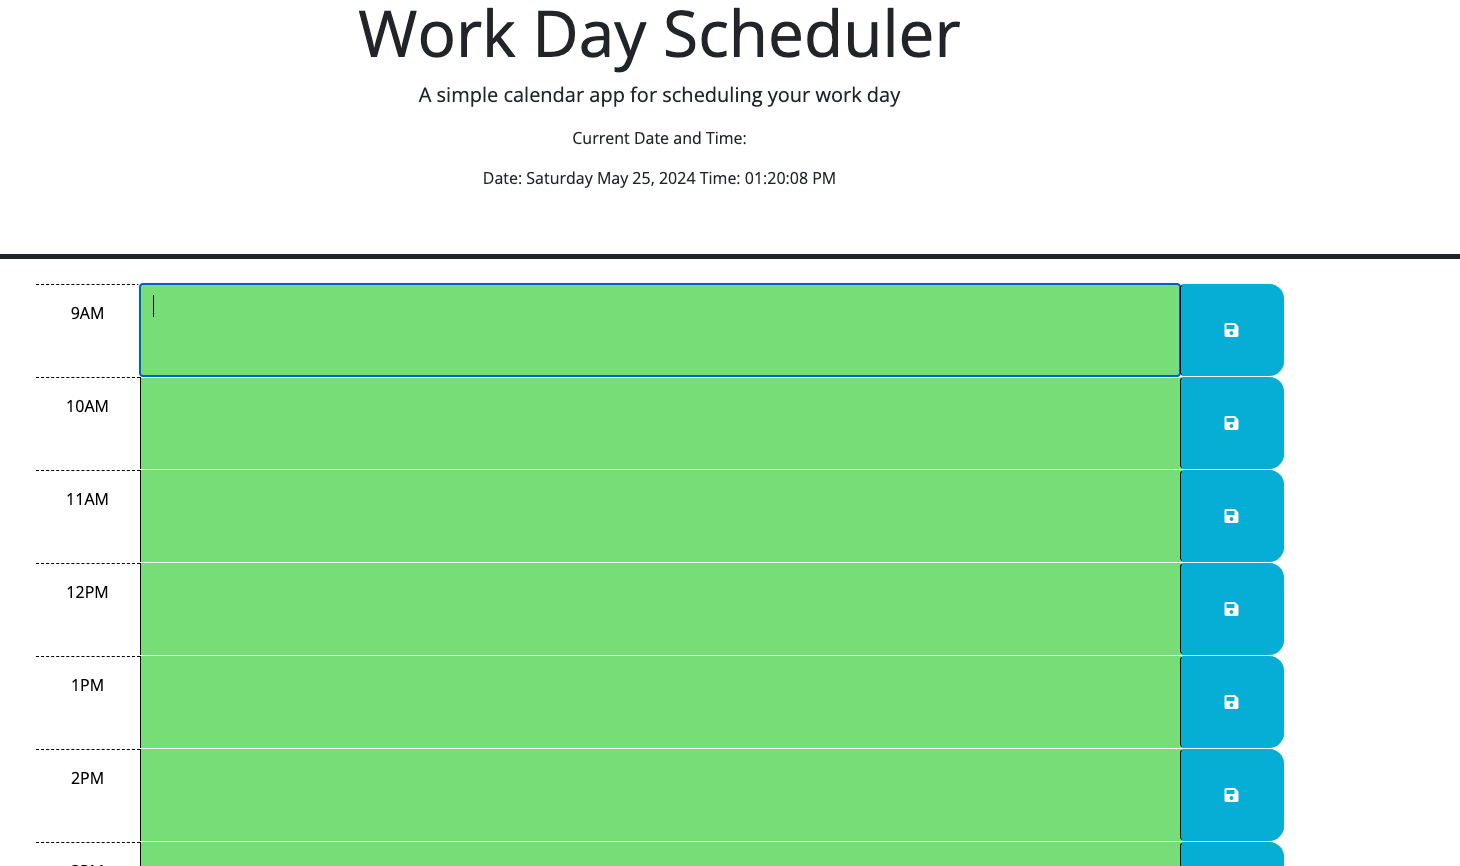 Work Day Scheduler
A simple calendar app for scheduling your work day
Current Date and Time:
Date: Saturday May 25, 2024 Time: 01:20:08 PM
9AM
10AM
11AM
12PM
1PM
2PM